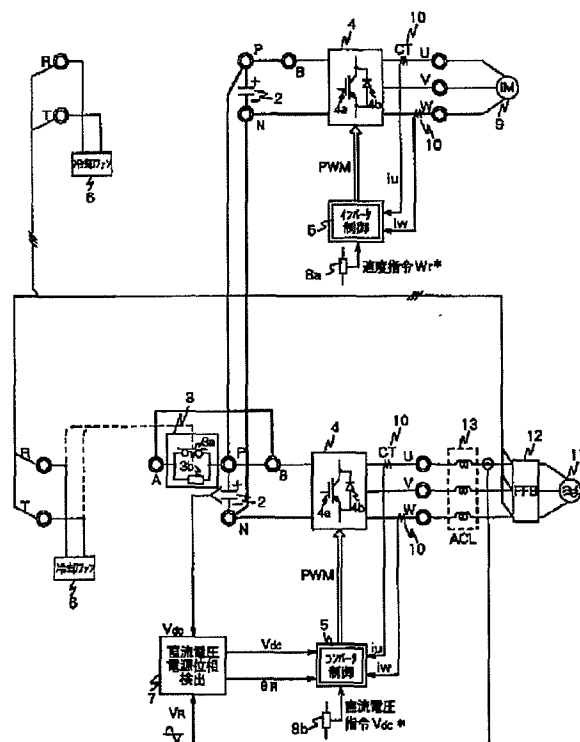 10
4
CT
U
R
P
B
V
IM
T
2
4a
4b
W
9
N
10
冷却ファン
6
PWM
iu
iw
インバータ
制御
5
8a
速度指令 Wr*
3
3a
4
10
CT
U
13
12
11
R
A
3b
P
B
V
FFB
T
2
4a
4b
W
N
10
ACL
冷却ファン
6
PWM
Vdc
5
iu
直流電圧
電源位相
検出
Vdc
コンバータ
制御
iw
θR
7
VR
8b
直流電圧
指令 Vdc*